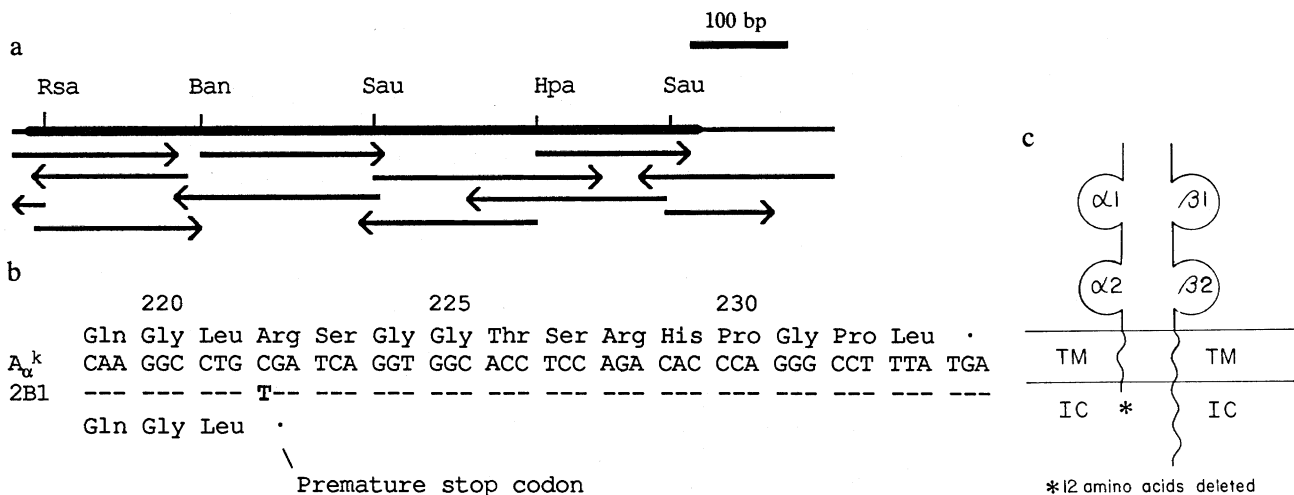 a
100 bp
Rsa Ban Sau Hpa Sau
b
220 225 230
Gln Gly Leu Arg Ser Gly Gly Thr Ser Arg His Pro Gly Pro Leu ·
Aαk CAA GGC CTG CGA TCA GGT GGC ACC TCC AGA CAC CCA GGG CCT TTA TGA
2B1 --- --- --- T-- --- --- --- --- --- --- --- --- --- --- --- ---
Gln Gly Leu ·
Premature stop codon
c
α1 β1
α2 β2
TM TM
IC * IC
*12 amino acids deleted